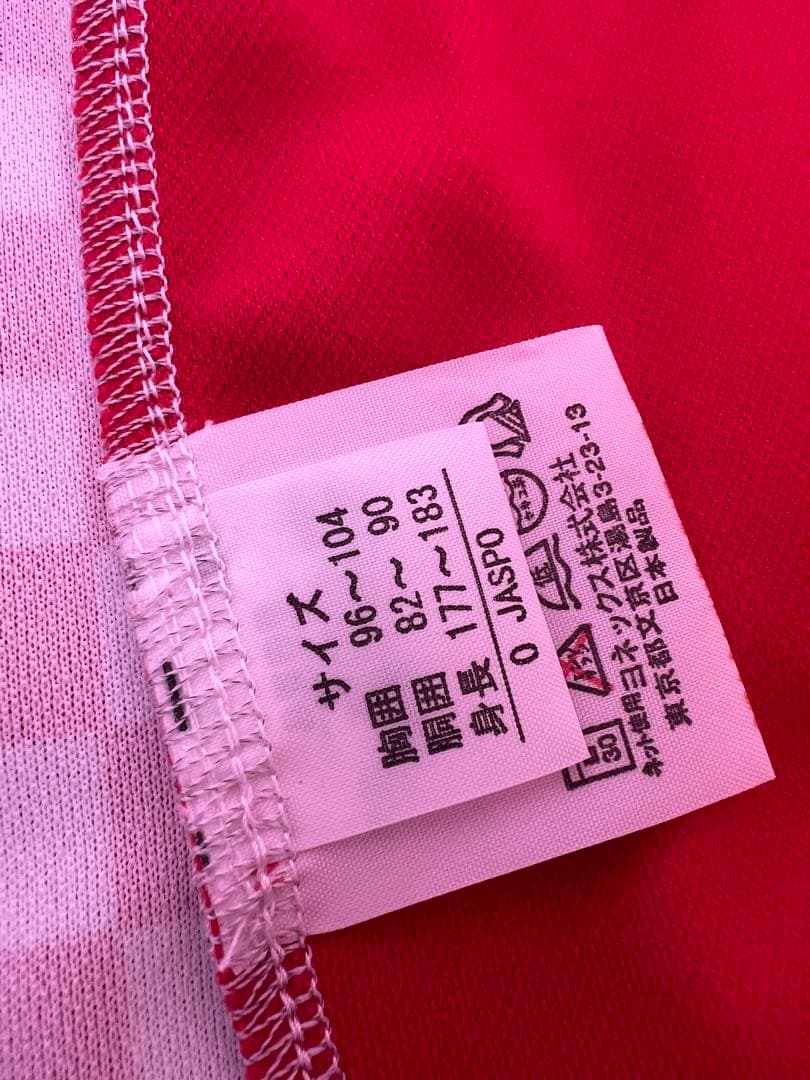 サイズ
胸囲 96〜104
胴囲 82〜 90
身長 177〜183
O JASPO
30
ネット使用
ヨネックス株式会社
東京都文京区湯島3-23-13
日本製品